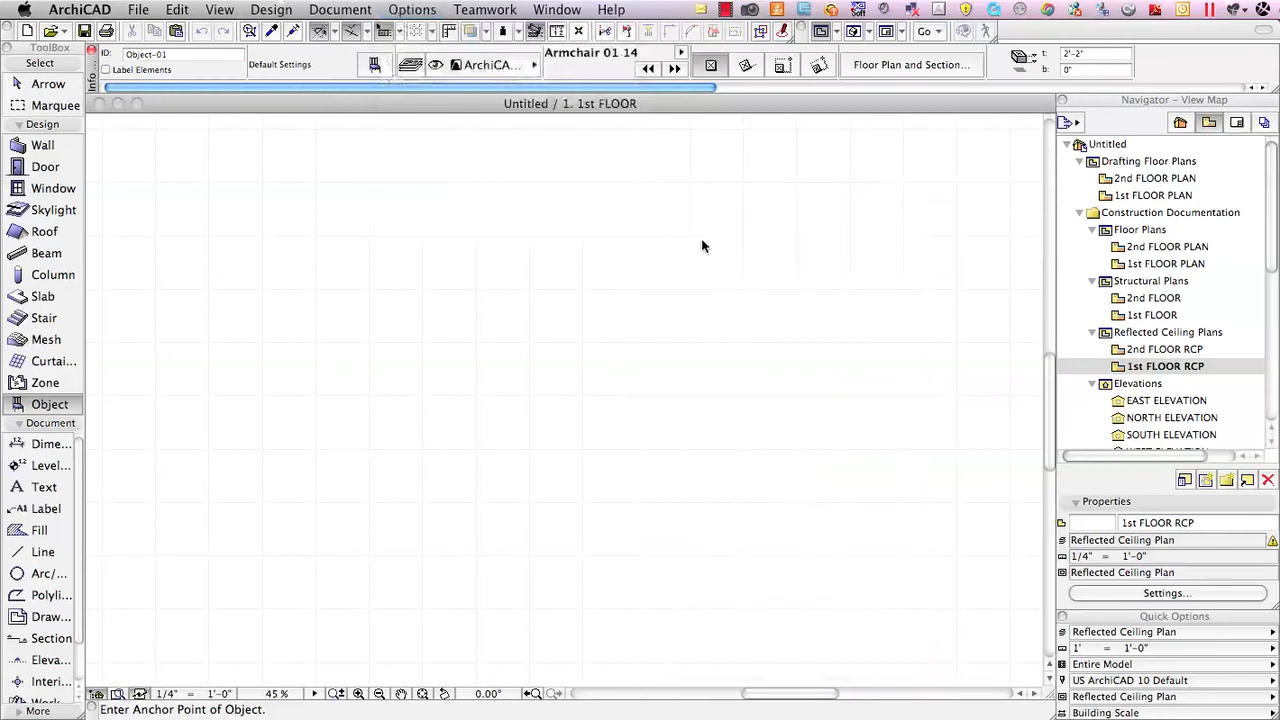 ArchiCAD File Edit View Design Document Options Teamwork Window Help
Go
ToolBox
Select
Arrow
Marquee
Design
Wall
Door
Window
Skylight
Roof
Beam
Column
Slab
Stair
Mesh
Curtai...
Zone
Object
Document
Dime...
Level...
Text
Label
Fill
Line
Arc/...
Polyli...
Draw...
Section
Eleva...
Interi...
More
Info...
ID: Object-01
Label Elements
Default Settings
ArchiCA...
Armchair 01 14
Floor Plan and Section...
t: 2'-2"
b: 0"
Untitled / 1. 1st FLOOR
1/4" = 1'-0"
45 %
0.00°
Enter Anchor Point of Object.
Navigator - View Map
Untitled
Drafting Floor Plans
2nd FLOOR PLAN
1st FLOOR PLAN
Construction Documentation
Floor Plans
2nd FLOOR PLAN
1st FLOOR PLAN
Structural Plans
2nd FLOOR
1st FLOOR
Reflected Ceiling Plans
2nd FLOOR RCP
1st FLOOR RCP
Elevations
EAST ELEVATION
NORTH ELEVATION
SOUTH ELEVATION
Properties
1st FLOOR RCP
Reflected Ceiling Plan
1/4" = 1'-0"
Reflected Ceiling Plan
Settings...
Quick Options
Reflected Ceiling Plan
1' = 1'-0"
Entire Model
US ArchiCAD 10 Default
Reflected Ceiling Plan
Building Scale